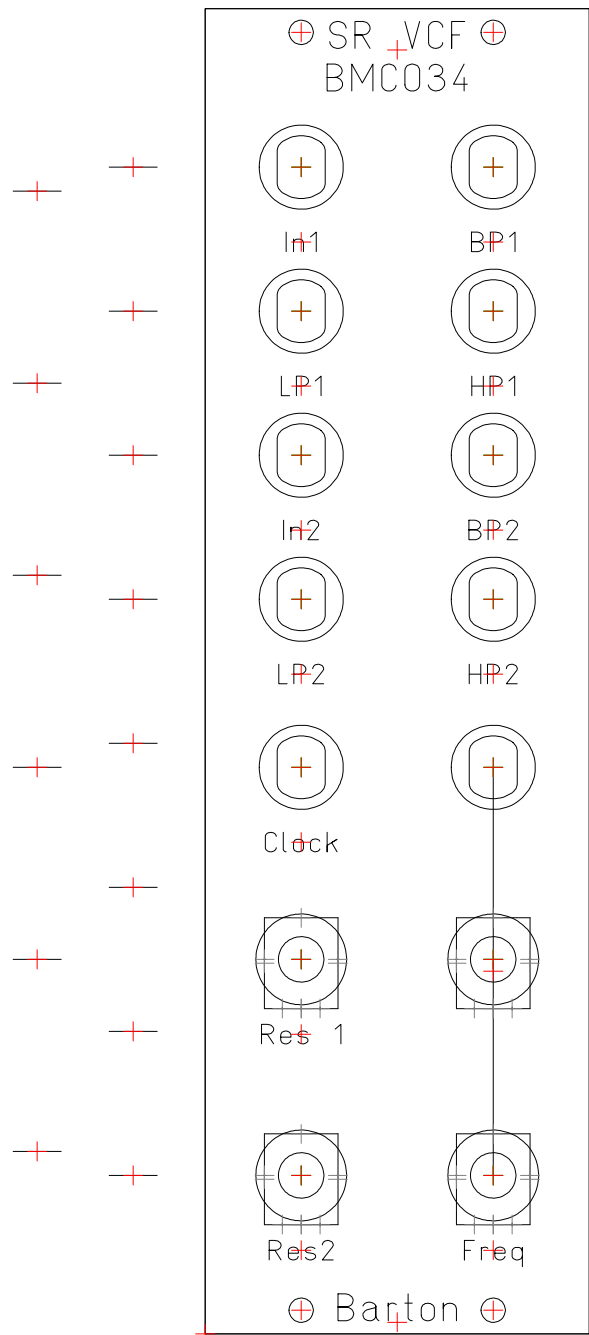 SR VCF
BMC034
In1 BP1
LP1 HP1
In2 BP2
LP2 HP2
Clock
Res 1
Res2 Freq
Barton